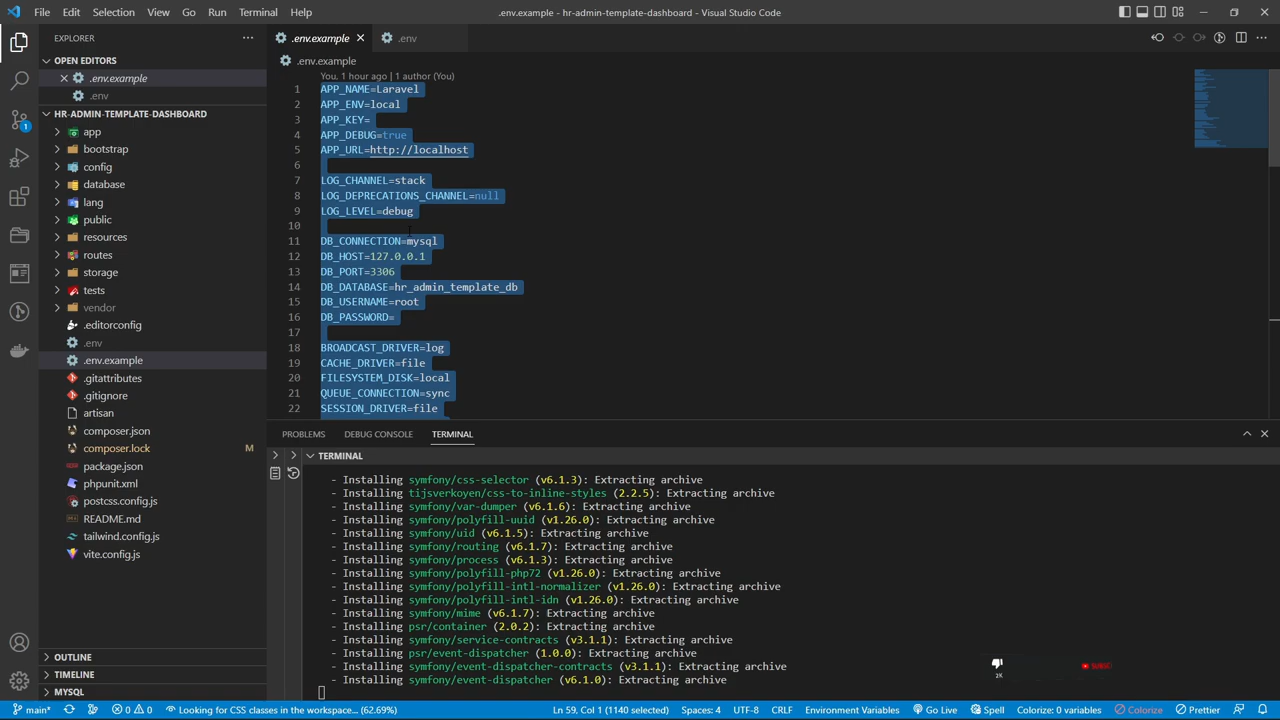 File Edit Selection View Go Run Terminal Help
.env.example - hr-admin-template-dashboard - Visual Studio Code
EXPLORER
OPEN EDITORS
.env.example
.env
HR-ADMIN-TEMPLATE-DASHBOARD
app
bootstrap
config
database
lang
public
resources
routes
storage
tests
vendor
.editorconfig
.env
.env.example
.gitattributes
.gitignore
artisan
composer.json
composer.lock M
package.json
phpunit.xml
postcss.config.js
README.md
tailwind.config.js
vite.config.js
OUTLINE
TIMELINE
MYSQL
.env.example
.env
.env.example
You, 1 hour ago | 1 author (You)
1 APP_NAME=Laravel
2 APP_ENV=local
3 APP_KEY=
4 APP_DEBUG=true
5 APP_URL=http://localhost
6
7 LOG_CHANNEL=stack
8 LOG_DEPRECATIONS_CHANNEL=null
9 LOG_LEVEL=debug
10
11 DB_CONNECTION=mysql
12 DB_HOST=127.0.0.1
13 DB_PORT=3306
14 DB_DATABASE=hr_admin_template_db
15 DB_USERNAME=root
16 DB_PASSWORD=
17
18 BROADCAST_DRIVER=log
19 CACHE_DRIVER=file
20 FILESYSTEM_DISK=local
21 QUEUE_CONNECTION=sync
22 SESSION_DRIVER=file
PROBLEMS DEBUG CONSOLE TERMINAL
TERMINAL
- Installing symfony/css-selector (v6.1.3): Extracting archive
- Installing tijsverkoyen/css-to-inline-styles (2.2.5): Extracting archive
- Installing symfony/var-dumper (v6.1.6): Extracting archive
- Installing symfony/polyfill-uuid (v1.26.0): Extracting archive
- Installing symfony/uid (v6.1.5): Extracting archive
- Installing symfony/routing (v6.1.7): Extracting archive
- Installing symfony/process (v6.1.3): Extracting archive
- Installing symfony/polyfill-php72 (v1.26.0): Extracting archive
- Installing symfony/polyfill-intl-normalizer (v1.26.0): Extracting archive
- Installing symfony/polyfill-intl-idn (v1.26.0): Extracting archive
- Installing symfony/mime (v6.1.7): Extracting archive
- Installing psr/container (2.0.2): Extracting archive
- Installing symfony/service-contracts (v3.1.1): Extracting archive
- Installing psr/event-dispatcher (1.0.0): Extracting archive
- Installing symfony/event-dispatcher-contracts (v3.1.1): Extracting archive
- Installing symfony/event-dispatcher (v6.1.0): Extracting archive
2K
1
main* 0 0 Looking for CSS classes in the workspace... (62.69%) Ln 59, Col 1 (1140 selected) Spaces: 4 UTF-8 CRLF Environment Variables Go Live Spell Colorize: 0 variables Colorize Prettier